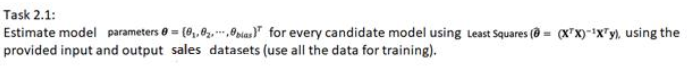 Task 2.1:
Estimate model parameters θ = {θ₁,θ₂,⋯,θbias}ᵀ for every candidate model using Least Squares (θ̂ = (XᵀX)⁻¹Xᵀy), using the
provided input and output sales datasets (use all the data for training).